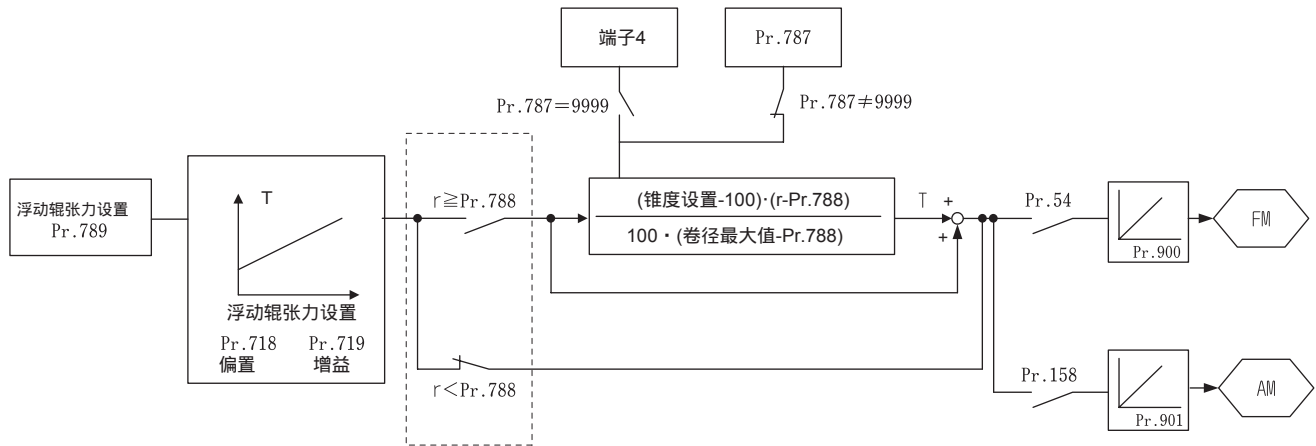 端子4
Pr.787
Pr.787＝9999
Pr.787≠9999
浮动辊张力设置
Pr.789
T
浮动辊张力设置
Pr.718
偏置
Pr.719
增益
r≧Pr.788
r<Pr.788
(锥度设置-100)·(r-Pr.788)
100·(卷径最大值-Pr.788)
T
+
+
Pr.54
Pr.900
FM
Pr.158
Pr.901
AM